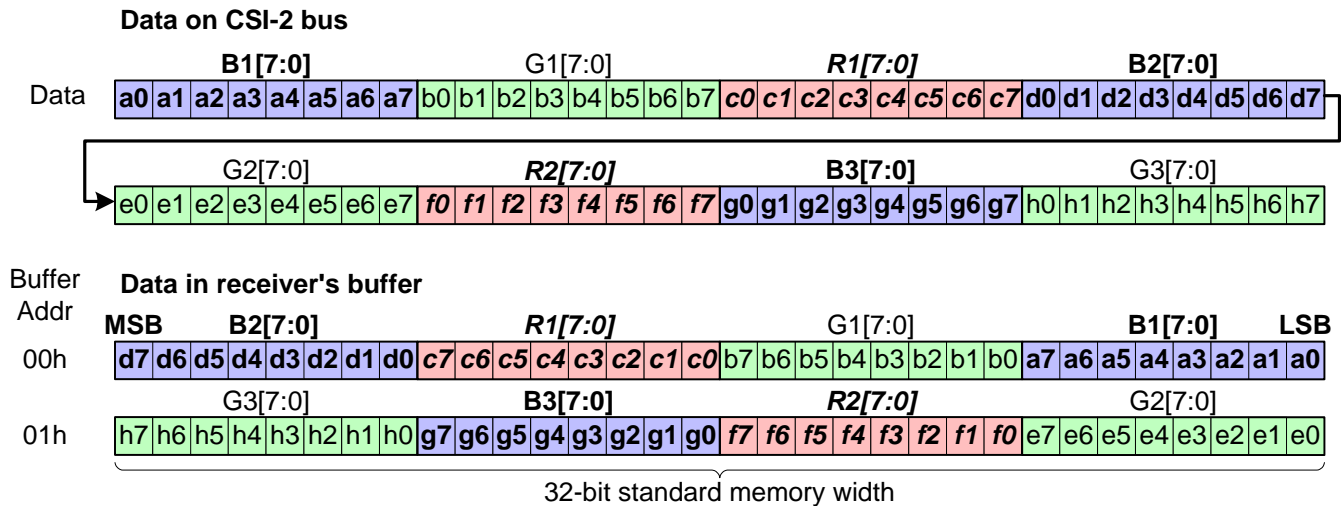 Data on CSI-2 bus
B1[7:0] G1[7:0] R1[7:0] B2[7:0]
Data a0 a1 a2 a3 a4 a5 a6 a7 b0 b1 b2 b3 b4 b5 b6 b7 c0 c1 c2 c3 c4 c5 c6 c7 d0 d1 d2 d3 d4 d5 d6 d7
G2[7:0] R2[7:0] B3[7:0] G3[7:0]
e0 e1 e2 e3 e4 e5 e6 e7 f0 f1 f2 f3 f4 f5 f6 f7 g0 g1 g2 g3 g4 g5 g6 g7 h0 h1 h2 h3 h4 h5 h6 h7
Buffer
Addr
Data in receiver's buffer
MSB B2[7:0] R1[7:0] G1[7:0] B1[7:0] LSB
00h d7 d6 d5 d4 d3 d2 d1 d0 c7 c6 c5 c4 c3 c2 c1 c0 b7 b6 b5 b4 b3 b2 b1 b0 a7 a6 a5 a4 a3 a2 a1 a0
G3[7:0] B3[7:0] R2[7:0] G2[7:0]
01h h7 h6 h5 h4 h3 h2 h1 h0 g7 g6 g5 g4 g3 g2 g1 g0 f7 f6 f5 f4 f3 f2 f1 f0 e7 e6 e5 e4 e3 e2 e1 e0
32-bit standard memory width